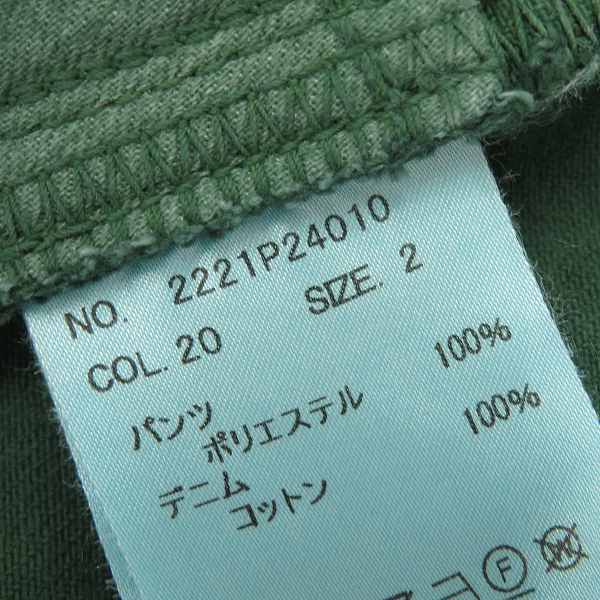 NO. 2221P24010
COL. 20 SIZE. 2
パンツ
ポリエステル 100%
デニム
コットン 100%
F W